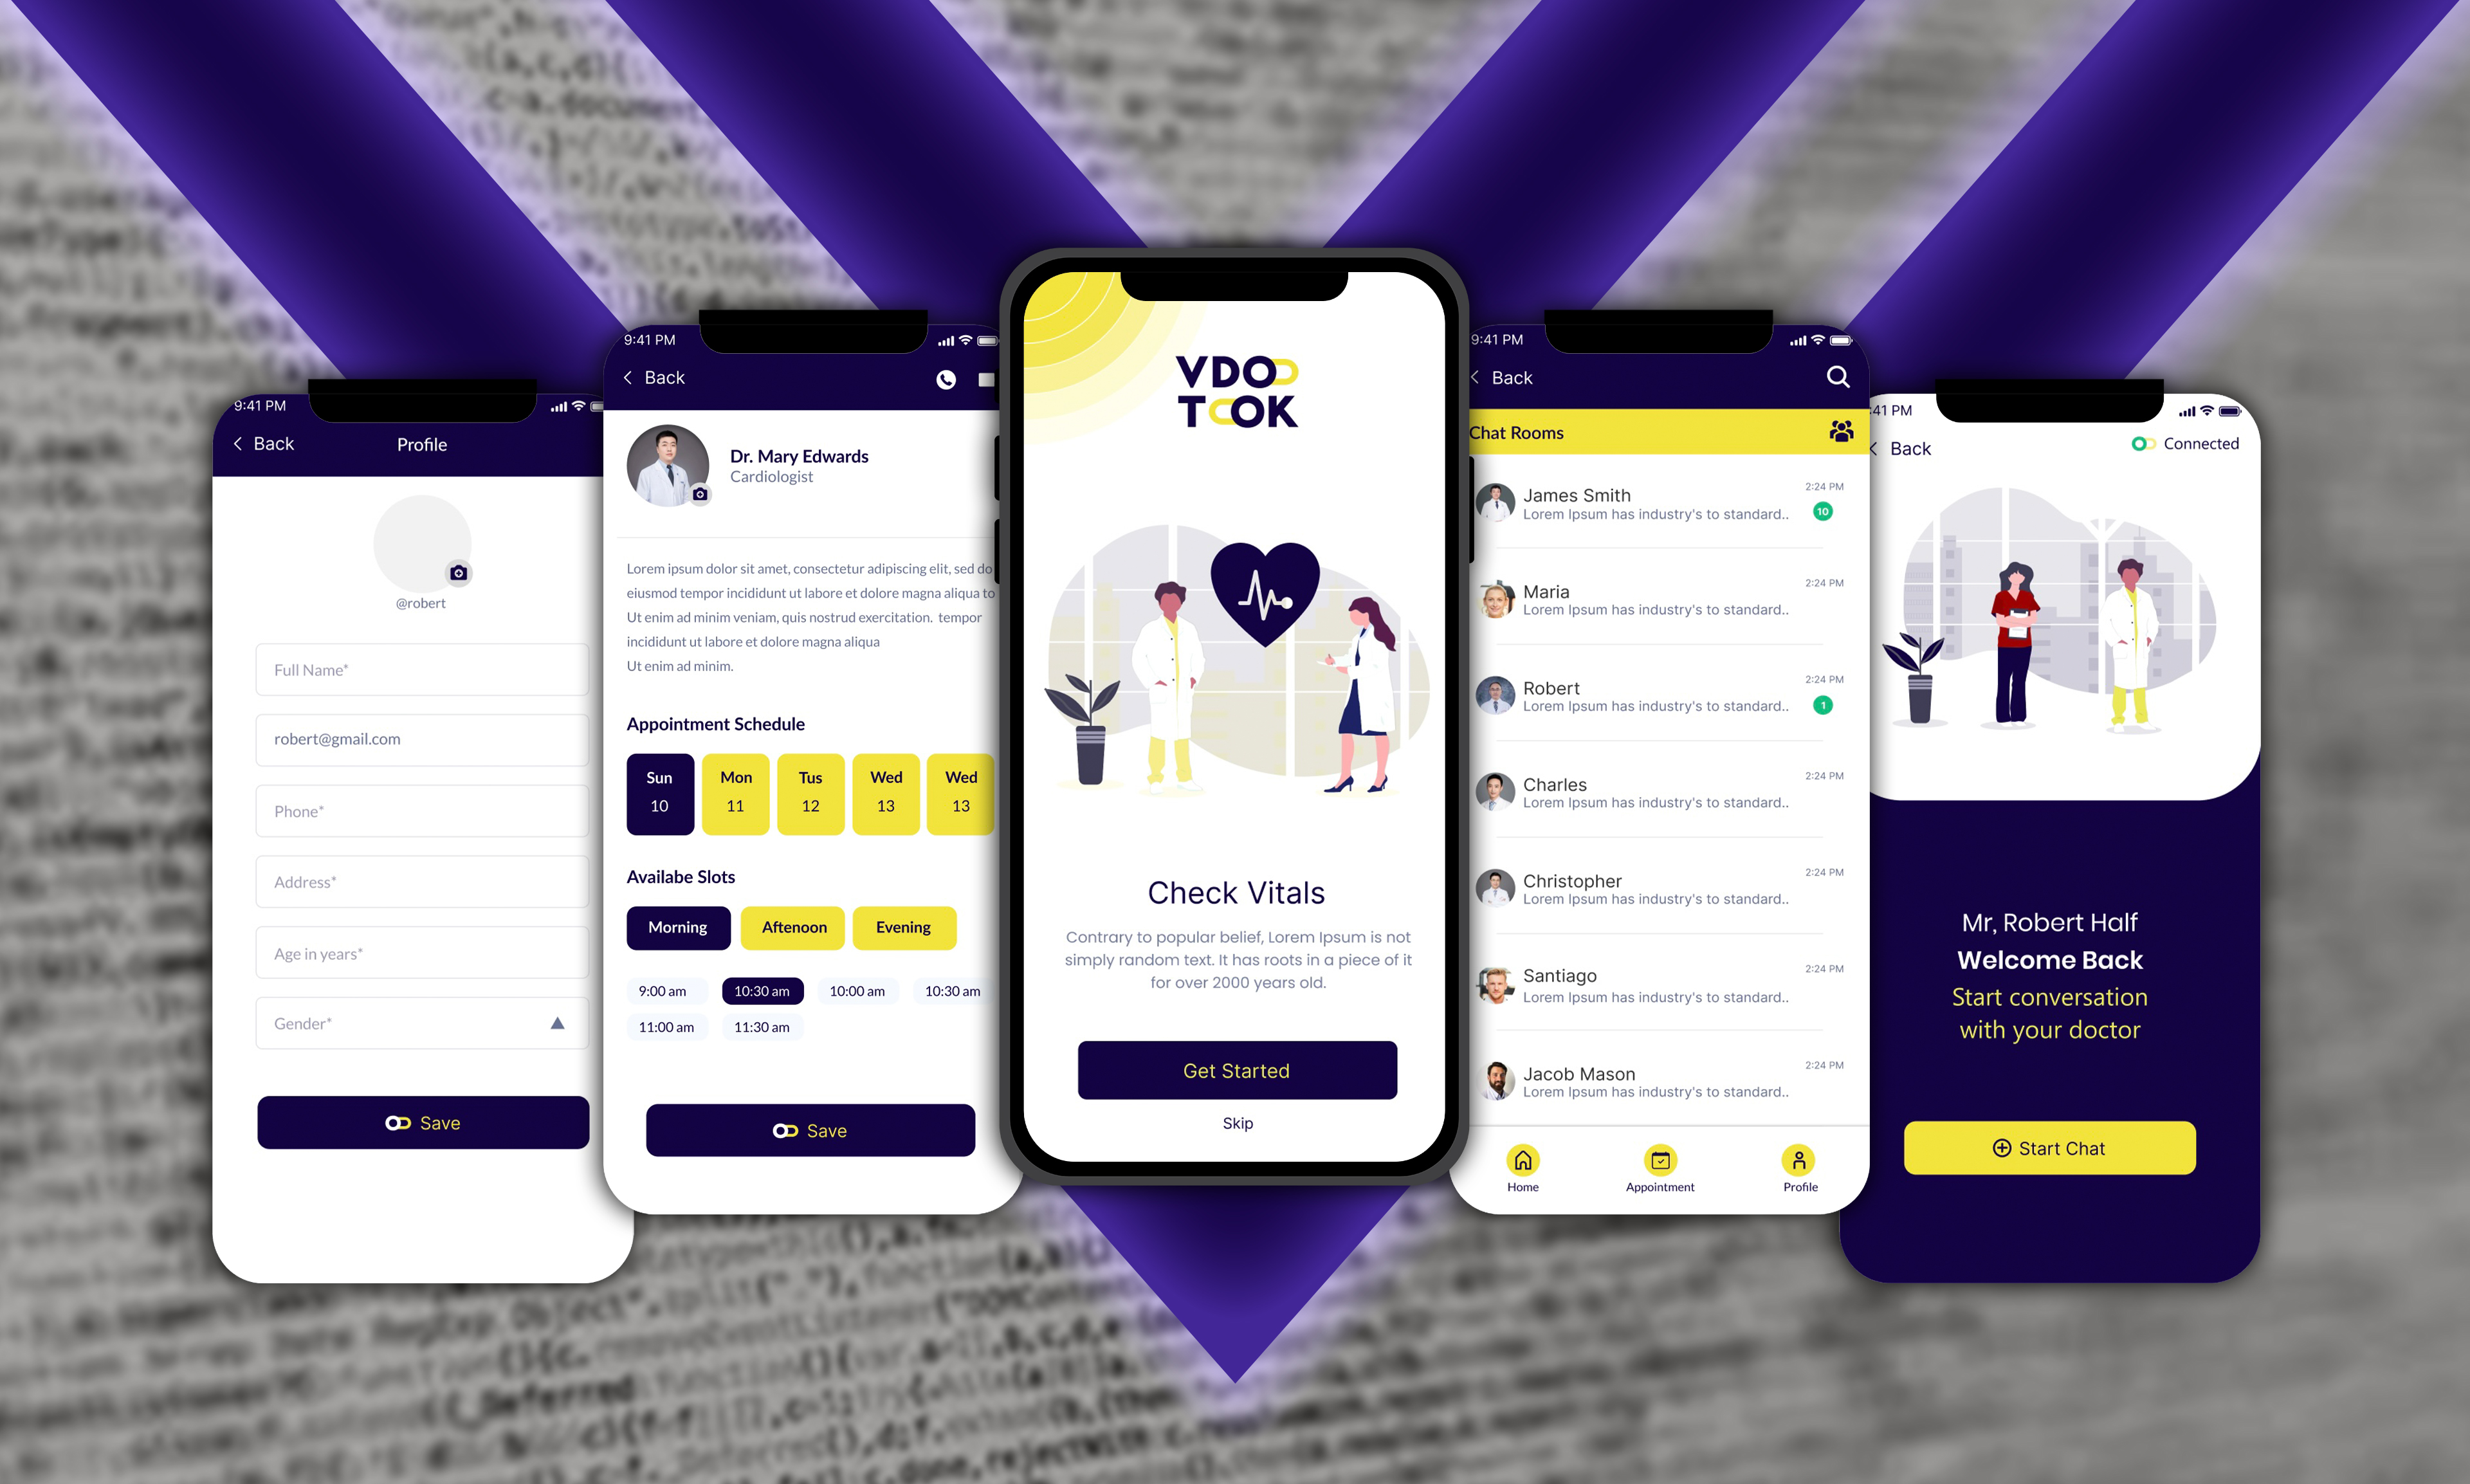 9:41 PM
Back
Profile
@robert
Full Name*
robert@gmail.com
Phone*
Address*
Age in years*
Gender*
Save
9:41 PM
Back
Dr. Mary Edwards
Cardiologist
Lorem ipsum dolor sit amet, consectetur adipiscing elit, sed do
eiusmod tempor incididunt ut labore et dolore magna aliqua to
Ut enim ad minim veniam, quis nostrud exercitation. tempor
incididunt ut labore et dolore magna aliqua
Ut enim ad minim.
Appointment Schedule
Sun Mon Tus Wed Wed
10 11 12 13 13
Availabe Slots
Morning Aftenoon Evening
9:00 am 10:30 am 10:00 am 10:30 am
11:00 am 11:30 am
Save
VDO
TOOK
Check Vitals
Contrary to popular belief, Lorem Ipsum is not
simply random text. It has roots in a piece of it
for over 2000 years old.
Get Started
Skip
9:41 PM
Back
Chat Rooms
James Smith 2:24 PM
Lorem Ipsum has industry's to standard.. 10
Maria 2:24 PM
Lorem Ipsum has industry's to standard..
Robert 2:24 PM
Lorem Ipsum has industry's to standard.. 1
Charles 2:24 PM
Lorem Ipsum has industry's to standard..
Christopher 2:24 PM
Lorem Ipsum has industry's to standard..
Santiago 2:24 PM
Lorem Ipsum has industry's to standard..
Jacob Mason 2:24 PM
Lorem Ipsum has industry's to standard..
Home Appointment Profile
:41 PM
Back
Connected
Mr, Robert Half
Welcome Back
Start conversation
with your doctor
Start Chat